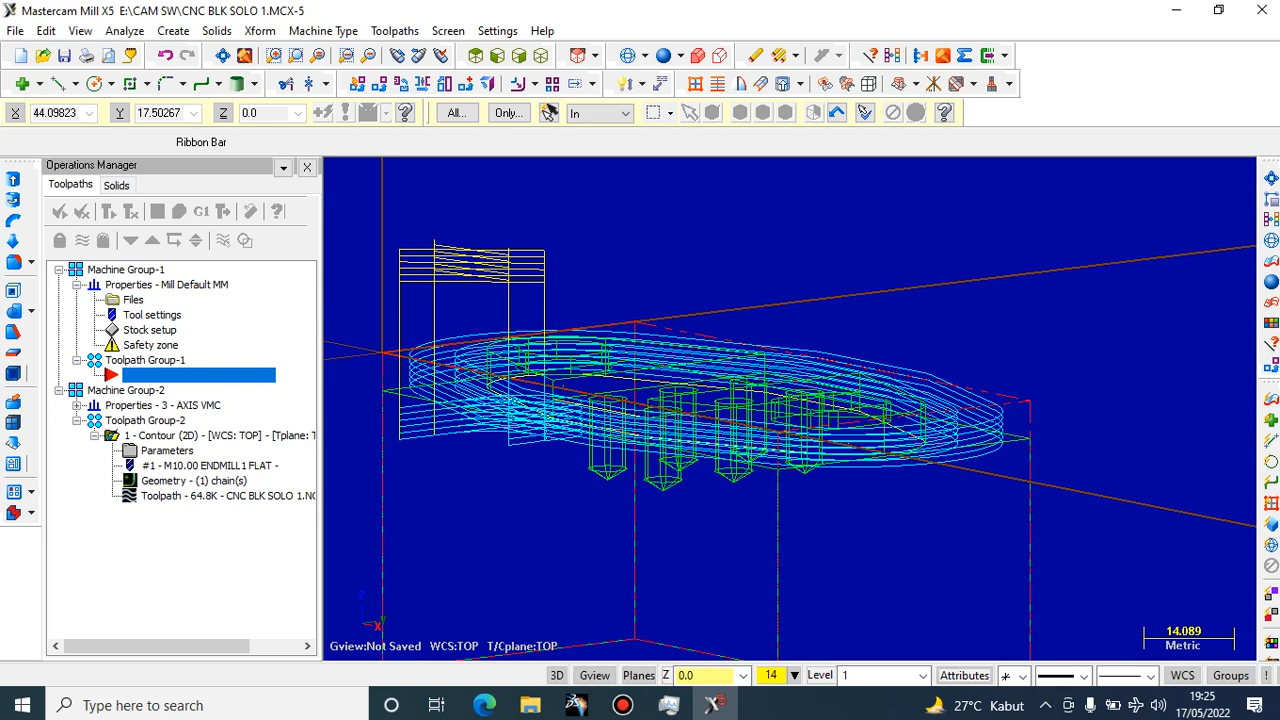 Mastercam Mill X5 E:\CAM SW\CNC BLK SOLO 1.MCX-5
File Edit View Analyze Create Solids Xform Machine Type Toolpaths Screen Settings Help
X 44.09823 Y 17.50267 Z 0.0 All... Only... In
Ribbon Bar
Operations Manager
Toolpaths Solids
G1
Machine Group-1
Properties - Mill Default MM
Files
Tool settings
Stock setup
Safety zone
Toolpath Group-1
Machine Group-2
Properties - 3 - AXIS VMC
Toolpath Group-2
1 - Contour (2D) - [WCS: TOP] - [Tplane: T
Parameters
#1 - M10.00 ENDMILL1 FLAT -
Geometry - (1) chain(s)
Toolpath - 64.8K - CNC BLK SOLO 1.NC
Z
X
Gview:Not Saved WCS:TOP T/Cplane:TOP
14.089
Metric
3D Gview Planes Z 0.0 14 Level 1 Attributes WCS Groups !
Type here to search
27°C Kabut
19:25
17/05/2022